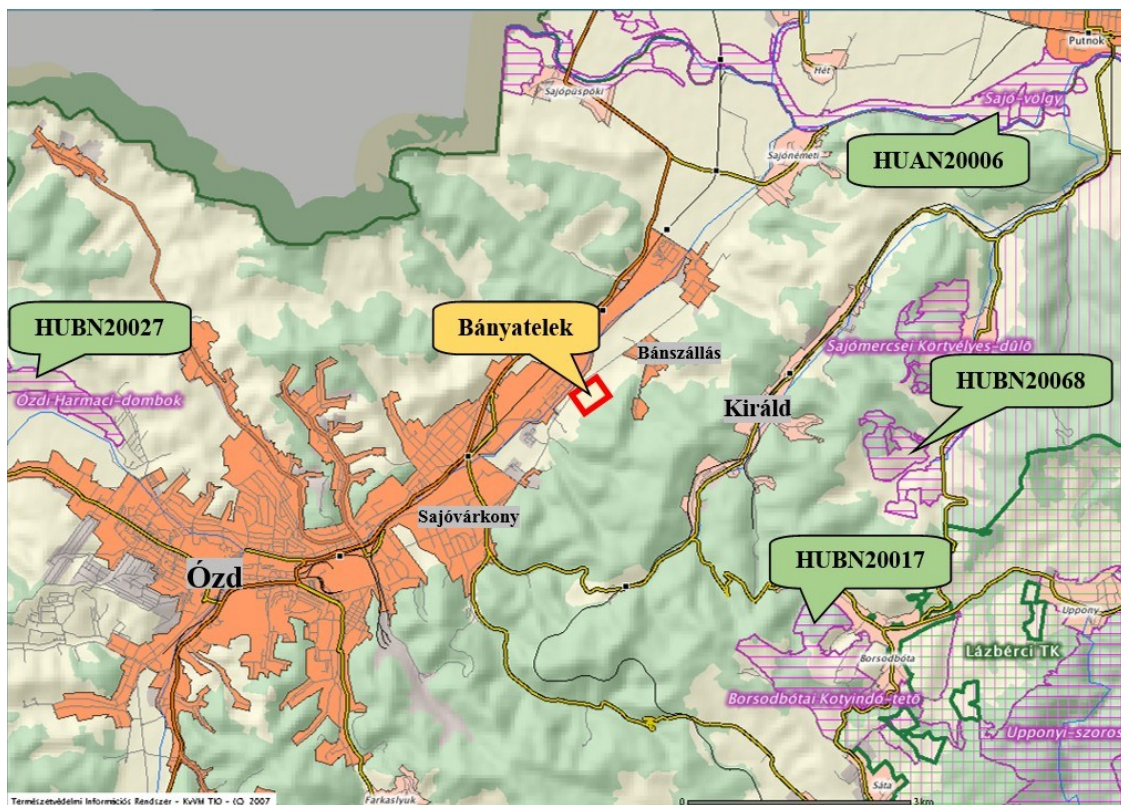 Putnok
Hét
Sajópüspöki
Sajó-völgy
Sajónémeti
HUAN20006
HUBN20027
Bányatelek
Bánszállás
Sajómercsei Körtvélyes-dűlő
HUBN20068
Ózdi Harmaci-dombok
Királd
Sajóvárkony
HUBN20017
Ózd
Uppony
Lázbérci TK
Borsodbóta
Borsodbótai Kotyindó-tető
Upponyi-szoros
Sáta
Farkaslyuk
Természetvédelmi Információs Rendszer - KvVM TIO - (C) 2007
0 3km